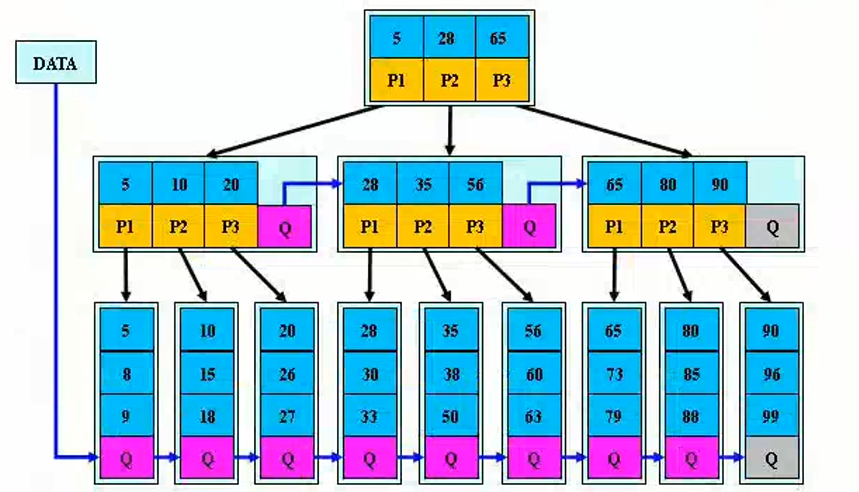 5 28 65
DATA
P1 P2 P3
5 10 20
28 35 56
65 80 90
P1 P2 P3 Q
P1 P2 P3 Q
P1 P2 P3 Q
5 10 20 28 35 56 65 80 90
8 15 26 30 38 60 73 85 96
9 18 27 33 50 63 79 88 99
Q Q Q Q Q Q Q Q Q